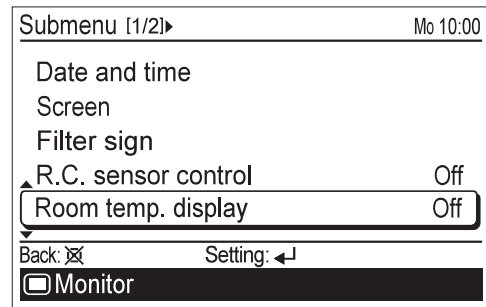 Submenu [1/2]▶ Mo 10:00
Date and time
Screen
Filter sign
R.C. sensor control Off
Room temp. display Off
Back: Setting:
Monitor